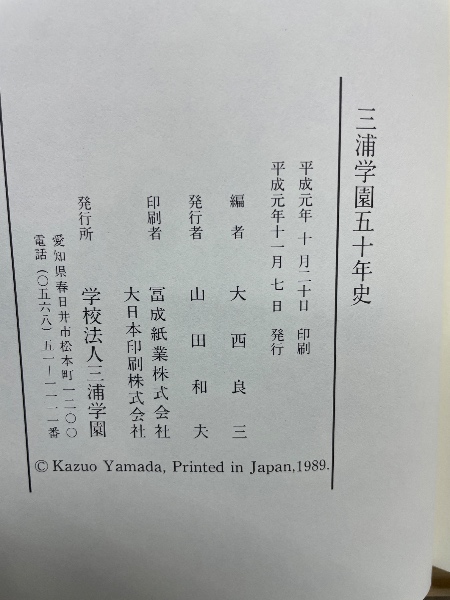 三浦学園五十年史
平成元年 十 月二十日 印刷
平成元年十一月 七 日 発行
編 者 大 西 良 三
発行者 山 田 和 夫
印刷者 冨成紙業株式会社
大日本印刷株式会社
発行所 学校法人三浦学園
愛知県春日井市松本町一二〇〇
電話（〇五六八）五一―一一一一番
© Kazuo Yamada, Printed in Japan,1989.